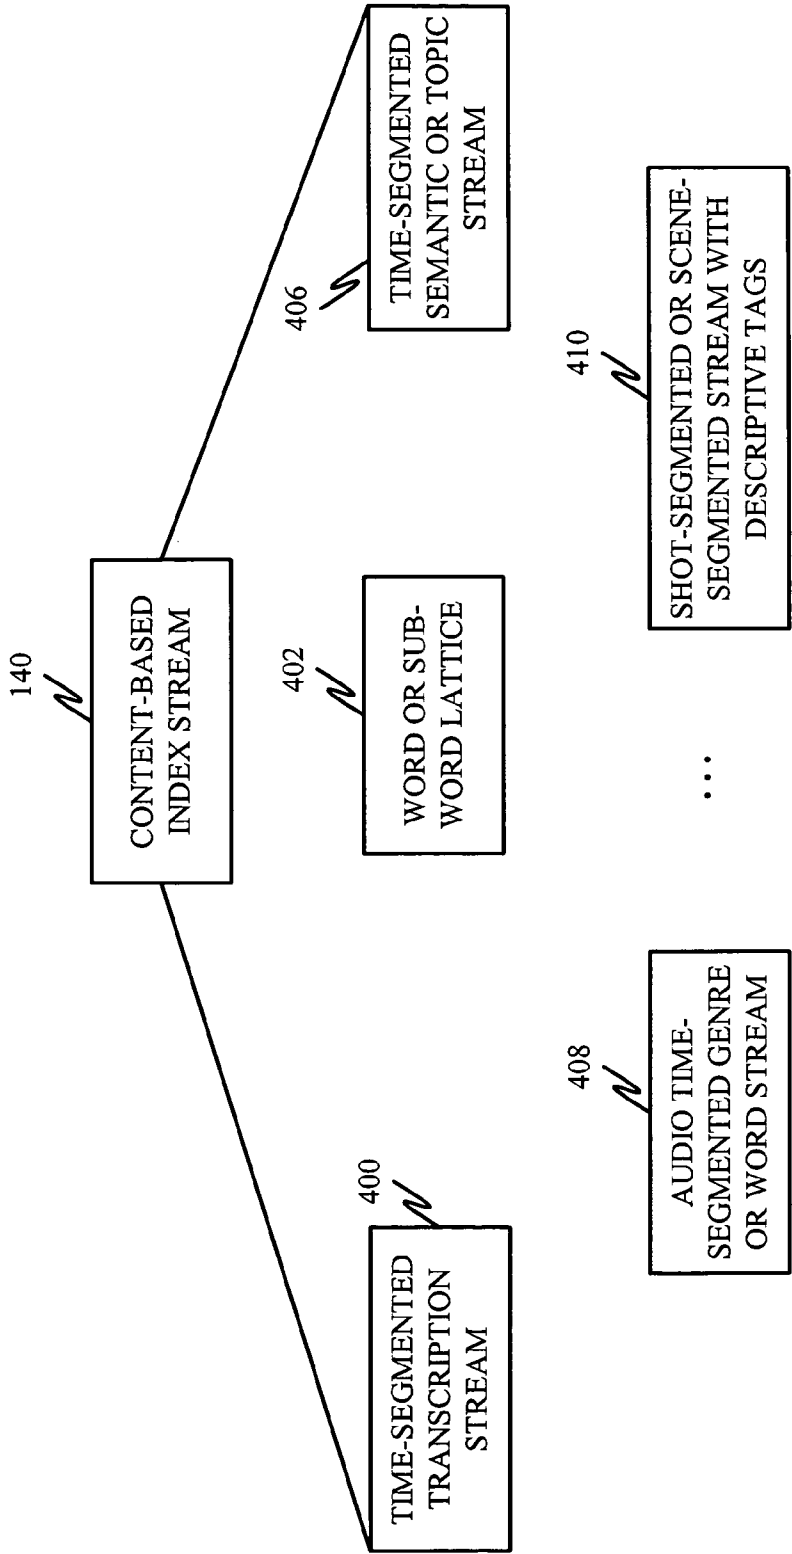 140
CONTENT-BASED
INDEX STREAM
400
TIME-SEGMENTED
TRANSCRIPTION
STREAM
402
WORD OR SUB-
WORD LATTICE
406
TIME-SEGMENTED
SEMANTIC OR TOPIC
STREAM
408
AUDIO TIME-
SEGMENTED GENRE
OR WORD STREAM
...
410
SHOT-SEGMENTED OR SCENE-
SEGMENTED STREAM WITH
DESCRIPTIVE TAGS